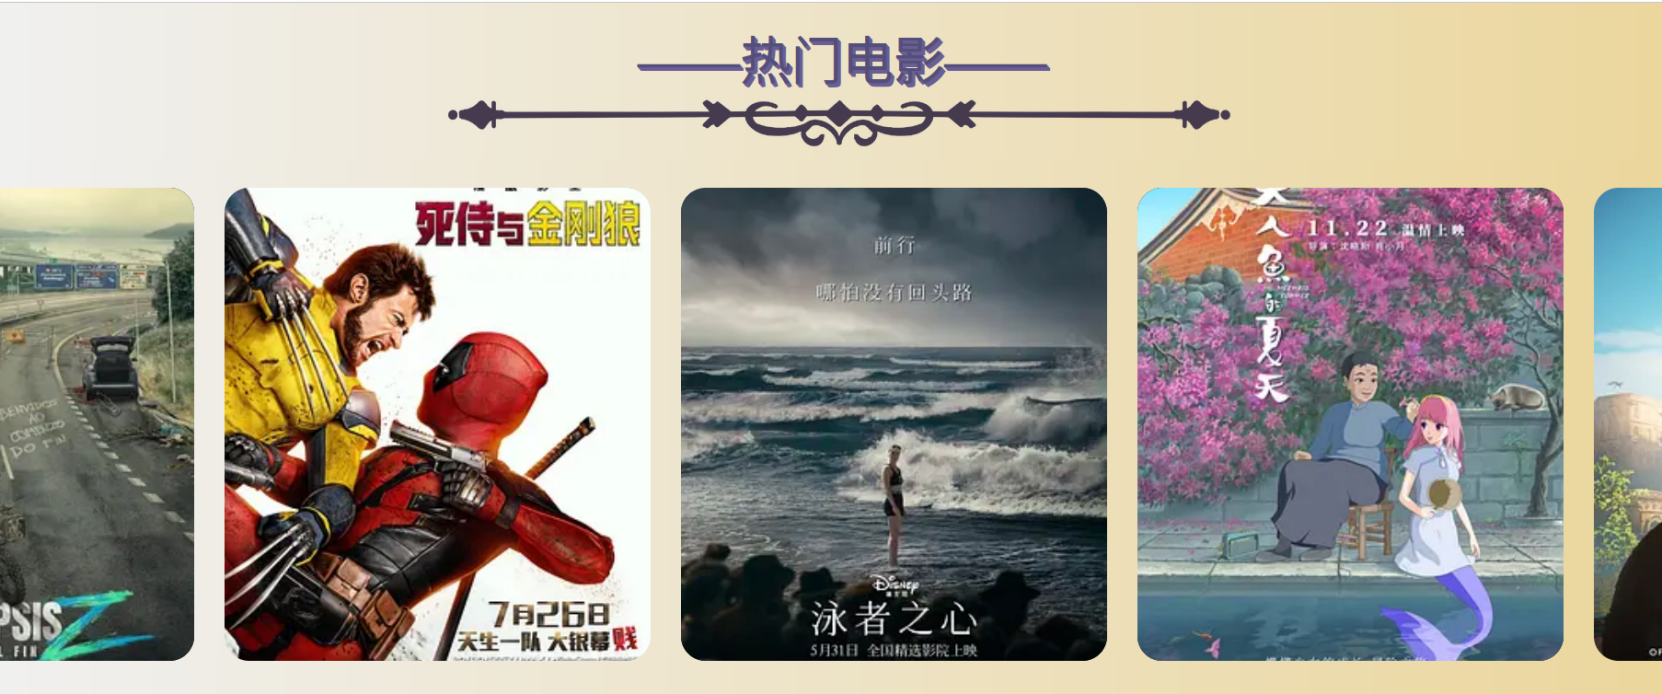 ——热门电影——
PSIS
Z
死侍与金刚狼
7月26日
天生一队 大银幕贱
前行
哪怕没有回头路
Disney
泳者之心
5月31日 全国精选影院上映
11.22 温情上映
人魚的夏天